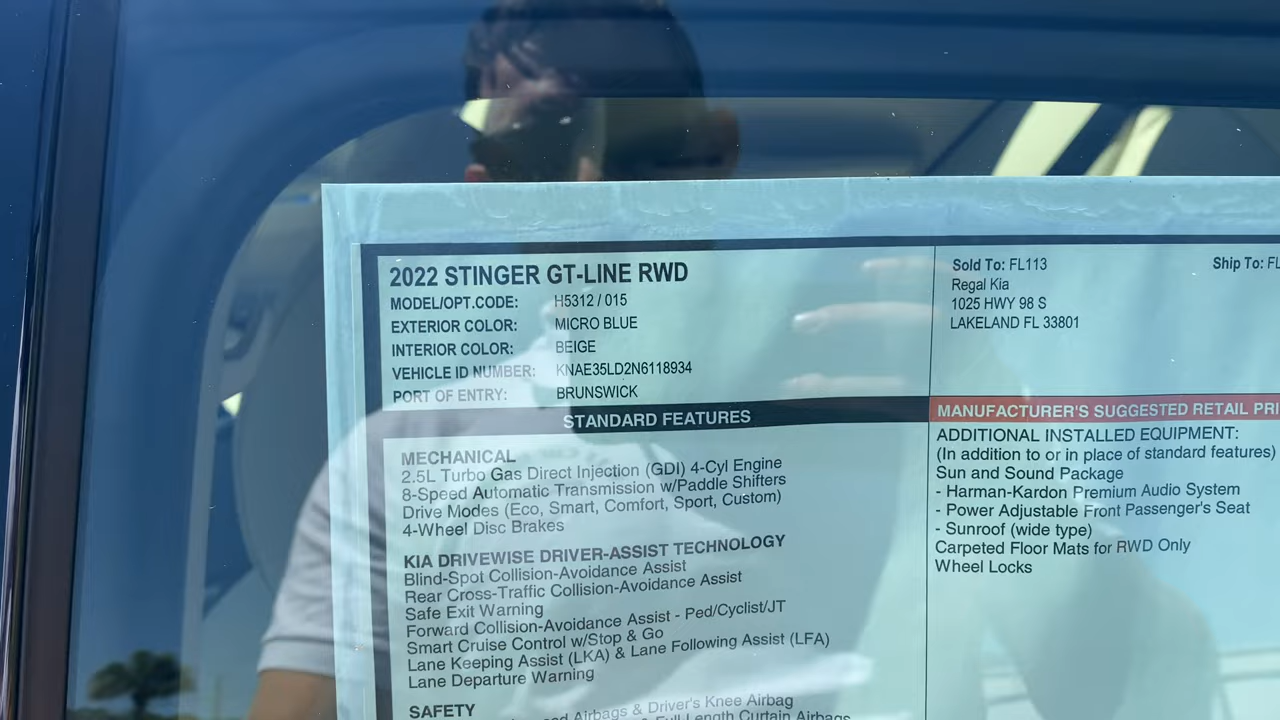 2022 STINGER GT-LINE RWD
MODEL/OPT.CODE: H5312 / 015
EXTERIOR COLOR: MICRO BLUE
INTERIOR COLOR: BEIGE
VEHICLE ID NUMBER: KNAE35LD2N6118934
PORT OF ENTRY: BRUNSWICK
Sold To: FL113
Regal Kia
1025 HWY 98 S
LAKELAND FL 33801
Ship To: FL
STANDARD FEATURES
MECHANICAL
2.5L Turbo Gas Direct Injection (GDI) 4-Cyl Engine
8-Speed Automatic Transmission w/Paddle Shifters
Drive Modes (Eco, Smart, Comfort, Sport, Custom)
4-Wheel Disc Brakes
KIA DRIVEWISE DRIVER-ASSIST TECHNOLOGY
Blind-Spot Collision-Avoidance Assist
Rear Cross-Traffic Collision-Avoidance Assist
Safe Exit Warning
Forward Collision-Avoidance Assist - Ped/Cyclist/JT
Smart Cruise Control w/Stop & Go
Lane Keeping Assist (LKA) & Lane Following Assist (LFA)
Lane Departure Warning
SAFETY
Airbags & Driver's Knee Airbag
Full Length Curtain Airbags
MANUFACTURER'S SUGGESTED RETAIL PRI
ADDITIONAL INSTALLED EQUIPMENT:
(In addition to or in place of standard features)
Sun and Sound Package
- Harman-Kardon Premium Audio System
- Power Adjustable Front Passenger's Seat
- Sunroof (wide type)
Carpeted Floor Mats for RWD Only
Wheel Locks